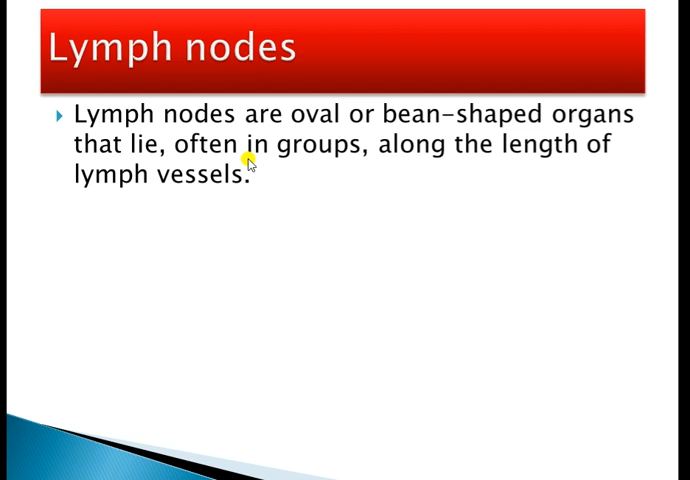 Lymph nodes
Lymph nodes are oval or bean-shaped organs
that lie, often in groups, along the length of
lymph vessels.